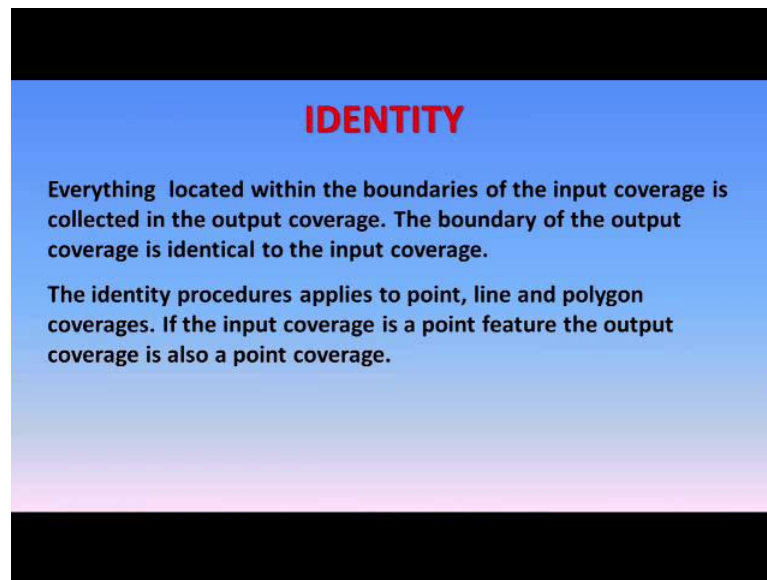 IDENTITY
Everything located within the boundaries of the input coverage is
collected in the output coverage. The boundary of the output
coverage is identical to the input coverage.
The identity procedures applies to point, line and polygon
coverages. If the input coverage is a point feature the output
coverage is also a point coverage.